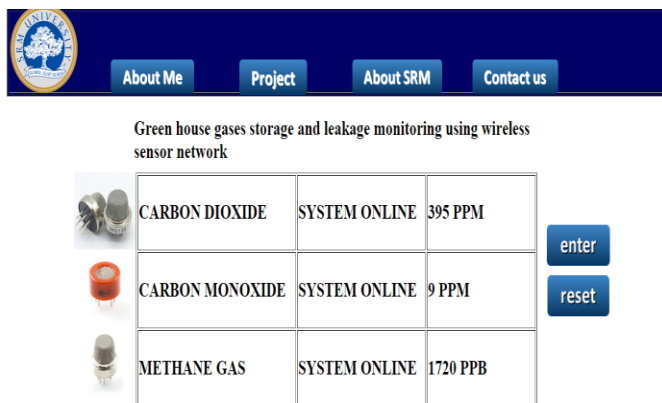 SRM UNIVERSITY
About Me
Project
About SRM
Contact us
Green house gases storage and leakage monitoring using wireless
sensor network
CARBON DIOXIDE SYSTEM ONLINE 395 PPM
enter
CARBON MONOXIDE SYSTEM ONLINE 9 PPM
reset
METHANE GAS SYSTEM ONLINE 1720 PPB